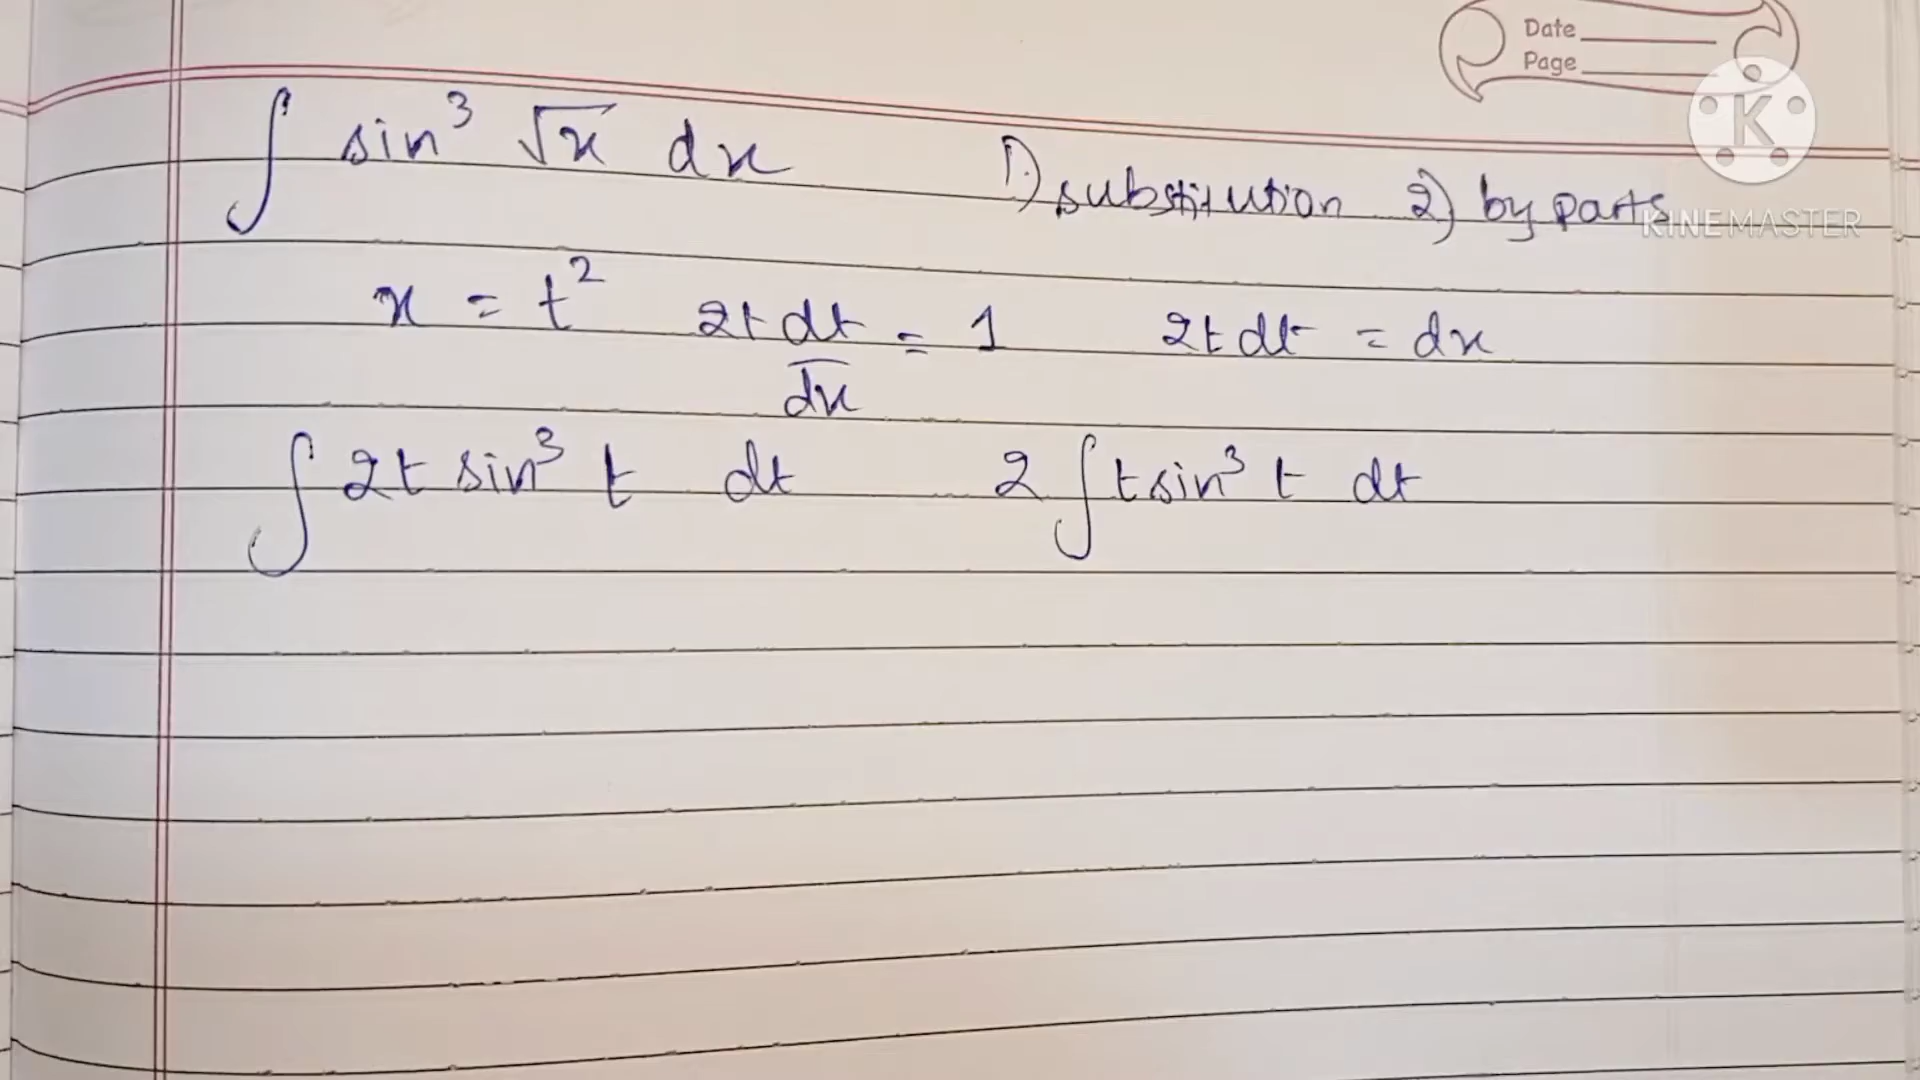 Date
Page
∫ sin³ √x dx 1) substitution 2) by parts
KINEMASTER
x = t² 2t dt/dx = 1 2t dt = dx
∫ 2t sin³ t dt 2 ∫ t sin³ t dt